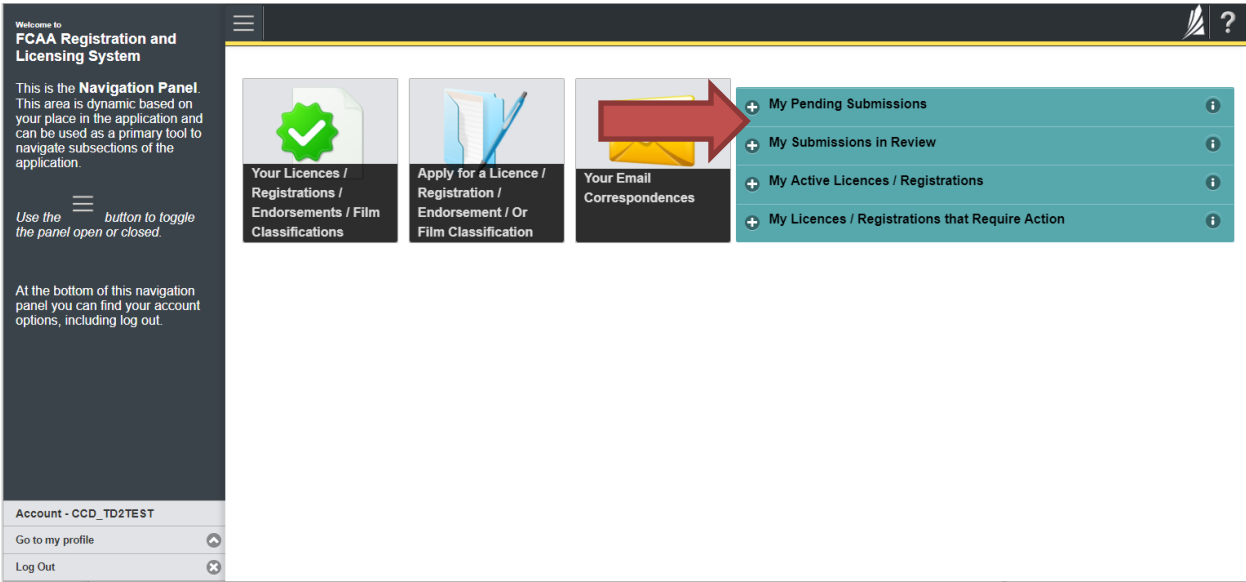 Welcome to
FCAA Registration and
Licensing System
This is the Navigation Panel.
This area is dynamic based on
your place in the application and
can be used as a primary tool to
navigate subsections of the
application.
Use the button to toggle
the panel open or closed.
At the bottom of this navigation
panel you can find your account
options, including log out.
Account - CCD_TD2TEST
Go to my profile
Log Out
?
Your Licences /
Registrations /
Endorsements / Film
Classifications
Apply for a Licence /
Registration /
Endorsement / Or
Film Classification
Your Email
Correspondences
My Pending Submissions
My Submissions in Review
My Active Licences / Registrations
My Licences / Registrations that Require Action